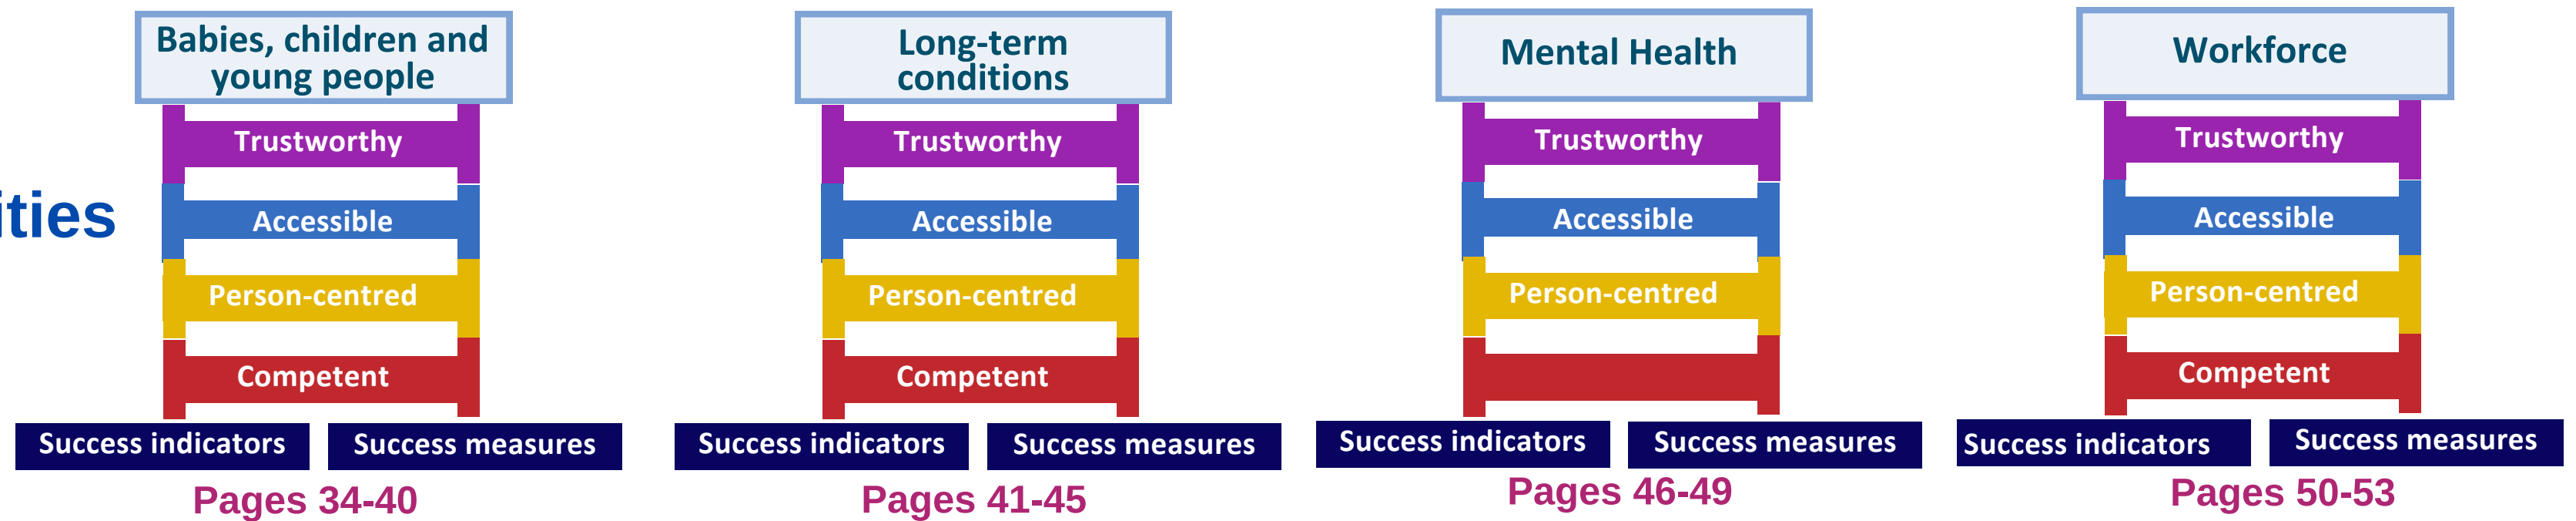 Babies, children and
young people
Trustworthy
Accessible
Person-centred
Competent
Success indicators
Success measures
Pages 34-40
Long-term
conditions
Trustworthy
Accessible
Person-centred
Competent
Success indicators
Success measures
Pages 41-45
Mental Health
Trustworthy
Accessible
Person-centred
Success indicators
Success measures
Pages 46-49
Workforce
Trustworthy
Accessible
Person-centred
Competent
Success indicators
Success measures
Pages 50-53